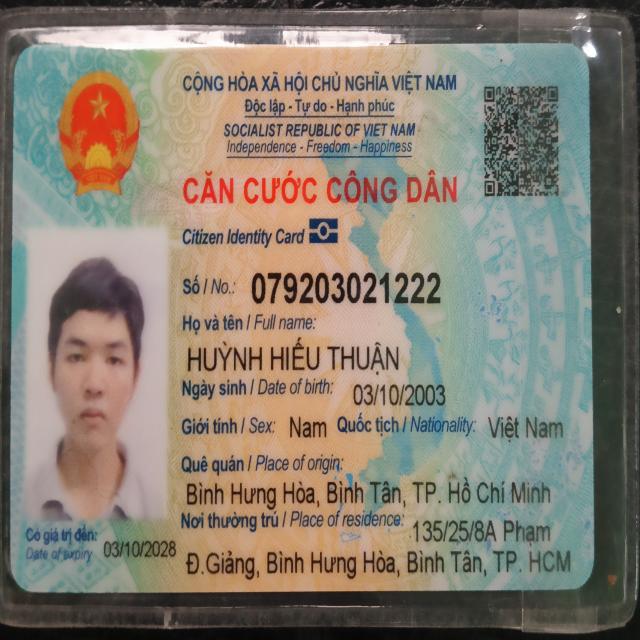 CỘNG HÒA XÃ HỘI CHỦ NGHĨA VIỆT NAM
Độc lập - Tự do - Hạnh phúc
SOCIALIST REPUBLIC OF VIET NAM
Independence - Freedom - Happiness
CĂN CƯỚC CÔNG DÂN
Citizen Identity Card
Số / No.: 079203021222
Họ và tên / Full name:
HUỲNH HIẾU THUẬN
Ngày sinh / Date of birth: 03/10/2003
Giới tính / Sex: Nam Quốc tịch / Nationality: Việt Nam
Quê quán / Place of origin:
Bình Hưng Hòa, Bình Tân, TP. Hồ Chí Minh
Nơi thường trú / Place of residence: 135/25/8A Phạm
Đ.Giảng, Bình Hưng Hòa, Bình Tân, TP. HCM
Có giá trị đến: 03/10/2028
Date of expiry